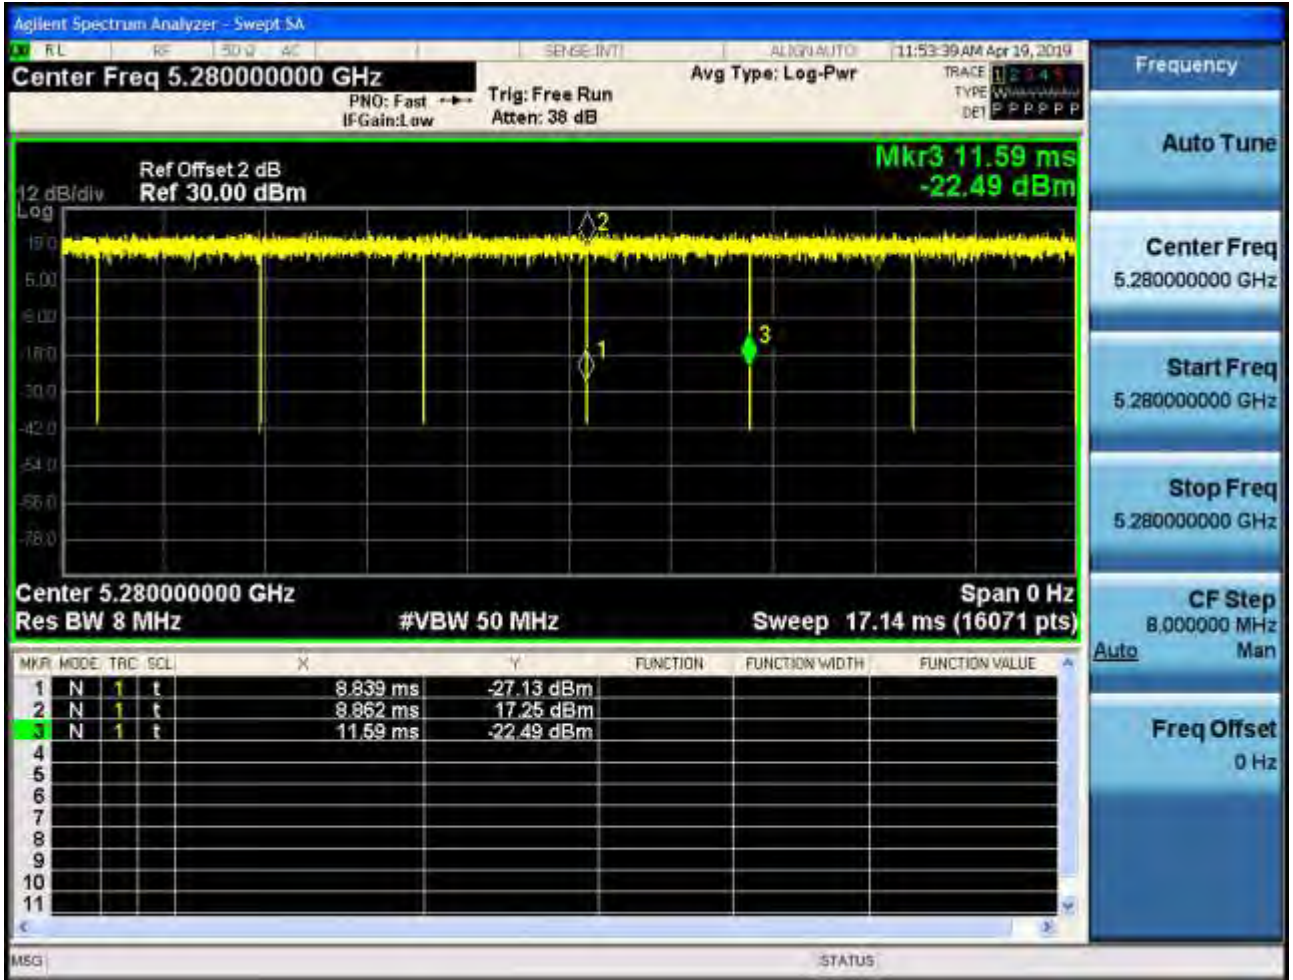 Agilent Spectrum Analyzer - Swept SA
RL RF 50 Ω AC SENSE:INT ALIGN AUTO 11:53:39 AM Apr 19, 2019
Center Freq 5.280000000 GHz
PNO: Fast
IFGain:Low
Trig: Free Run
Atten: 38 dB
Avg Type: Log-Pwr
TRACE 1 2 3 4 5
TYPE
DET P P P P P P
Mkr3 11.59 ms
-22.49 dBm
Ref Offset 2 dB
12 dB/div Ref 30.00 dBm
Log
18.0
6.00
-6.00
-18.0
-30.0
-42.0
-54.0
-66.0
-78.0
2
1
3
Center 5.280000000 GHz Span 0 Hz
Res BW 8 MHz #VBW 50 MHz Sweep 17.14 ms (16071 pts)
MKR MODE TRC SCL X Y FUNCTION FUNCTION WIDTH FUNCTION VALUE
1 N 1 t 8.839 ms -27.13 dBm
2 N 1 t 8.862 ms 17.25 dBm
3 N 1 t 11.59 ms -22.49 dBm
4
5
6
7
8
9
10
11
MSG STATUS
Frequency
Auto Tune
Center Freq
5.280000000 GHz
Start Freq
5.280000000 GHz
Stop Freq
5.280000000 GHz
CF Step
8.000000 MHz
Auto Man
Freq Offset
0 Hz